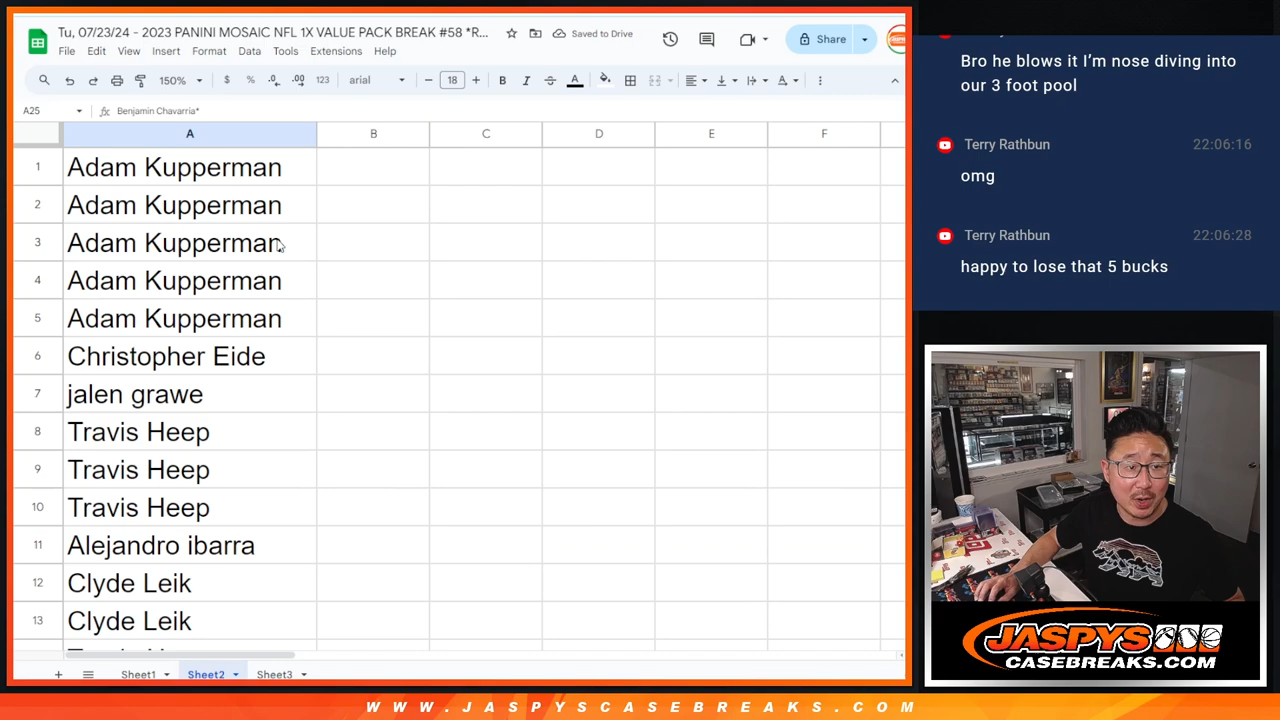 Tu, 07/23/24 - 2023 PANINI MOSAIC NFL 1X VALUE PACK BREAK #58 *R...
Saved to Drive
Share
File Edit View Insert Format Data Tools Extensions Help
150% $ % .0 .00 123 arial 18 B I A
A25 fx Benjamin Chavarria*
A B C D E F
1 Adam Kupperman
2 Adam Kupperman
3 Adam Kupperman
4 Adam Kupperman
5 Adam Kupperman
6 Christopher Eide
7 jalen grawe
8 Travis Heep
9 Travis Heep
10 Travis Heep
11 Alejandro ibarra
12 Clyde Leik
13 Clyde Leik
Sheet1 Sheet2 Sheet3
Bro he blows it I’m nose diving into
our 3 foot pool
Terry Rathbun 22:06:16
omg
Terry Rathbun 22:06:28
happy to lose that 5 bucks
JASPYS
CASEBREAKS.COM
WWW.JASPYSCASEBREAKS.COM